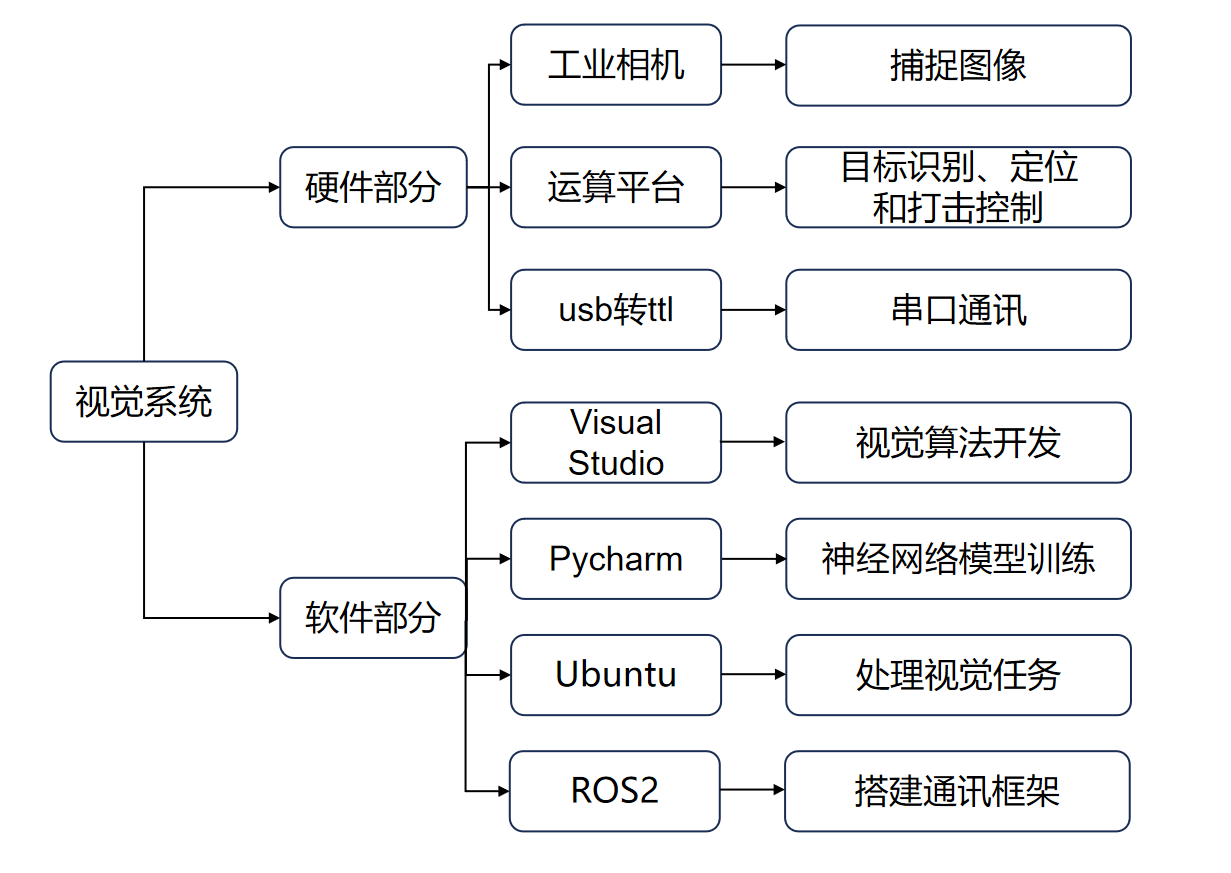 视觉系统
硬件部分
工业相机
捕捉图像
运算平台
目标识别、定位
和打击控制
usb转ttl
串口通讯
软件部分
Visual
Studio
视觉算法开发
Pycharm
神经网络模型训练
Ubuntu
处理视觉任务
ROS2
搭建通讯框架